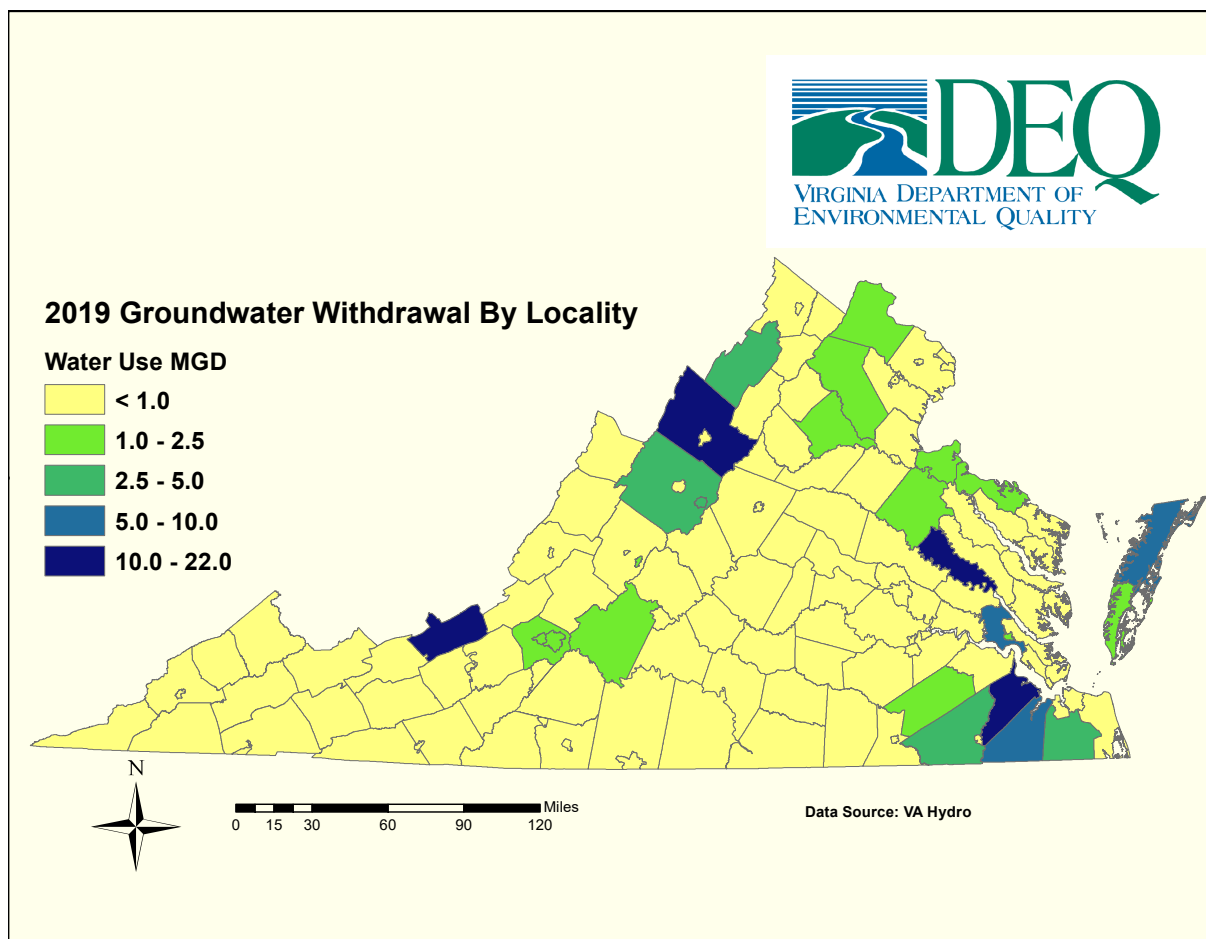 DEQ
VIRGINIA DEPARTMENT OF
ENVIRONMENTAL QUALITY
2019 Groundwater Withdrawal By Locality
Water Use MGD
< 1.0
1.0 - 2.5
2.5 - 5.0
5.0 - 10.0
10.0 - 22.0
N
Miles
0 15 30 60 90 120
Data Source: VA Hydro